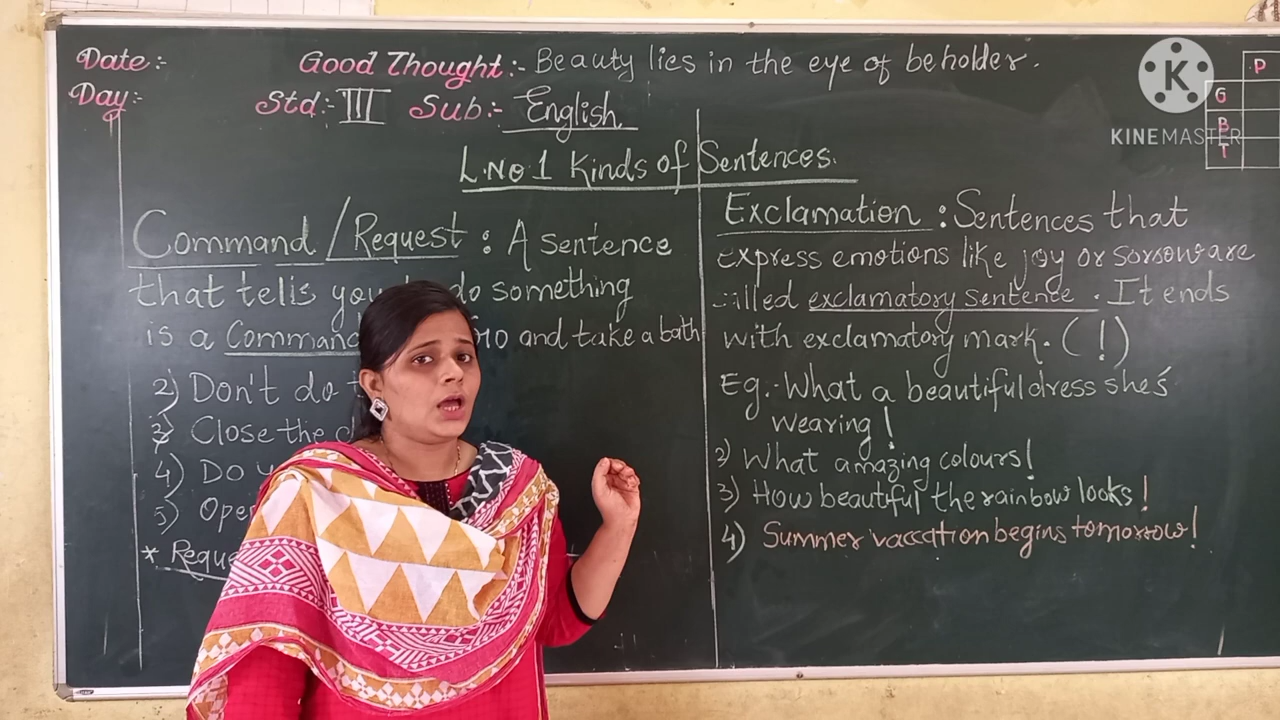 Date:-
Good Thought:- Beauty lies in the eye of beholder.
Day:-
Std:- III Sub:- English
P
G
B
T
KINEMASTER
L.No 1 Kinds of Sentences.
Command / Request : A sentence
that tells you to do something
is a Command and take a bath
2) Don't do
3) Close the
4) Do
5)
* 
Exclamation : Sentences that
express emotions like joy or sorrow are
exclamatory sentence. It ends
with exclamatory mark. (!)
Eg:- What a beautiful dress she's
wearing!
2) What amazing colours!
3) How beautiful the rainbow looks!
4) Summer vaccation begins tomorrow!